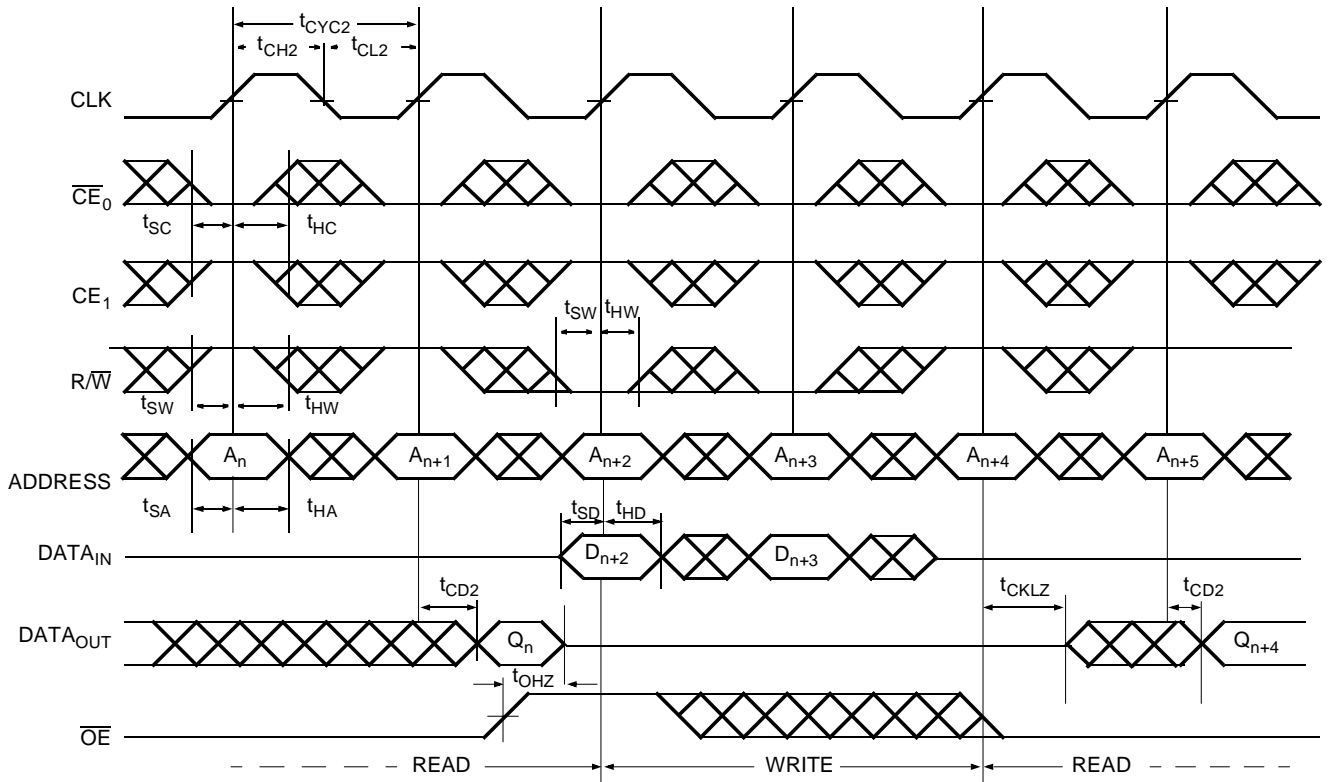 tCYC2
tCH2 tCL2
CLK
CE0
tSC tHC
CE1
tSW tHW
R/W
tSW tHW
An An+1 An+2 An+3 An+4 An+5
ADDRESS
tSA tHA
tSD tHD
DATAIN Dn+2 Dn+3
tCD2 tCKLZ tCD2
DATAOUT Qn Qn+4
tOHZ
OE
READ WRITE READ